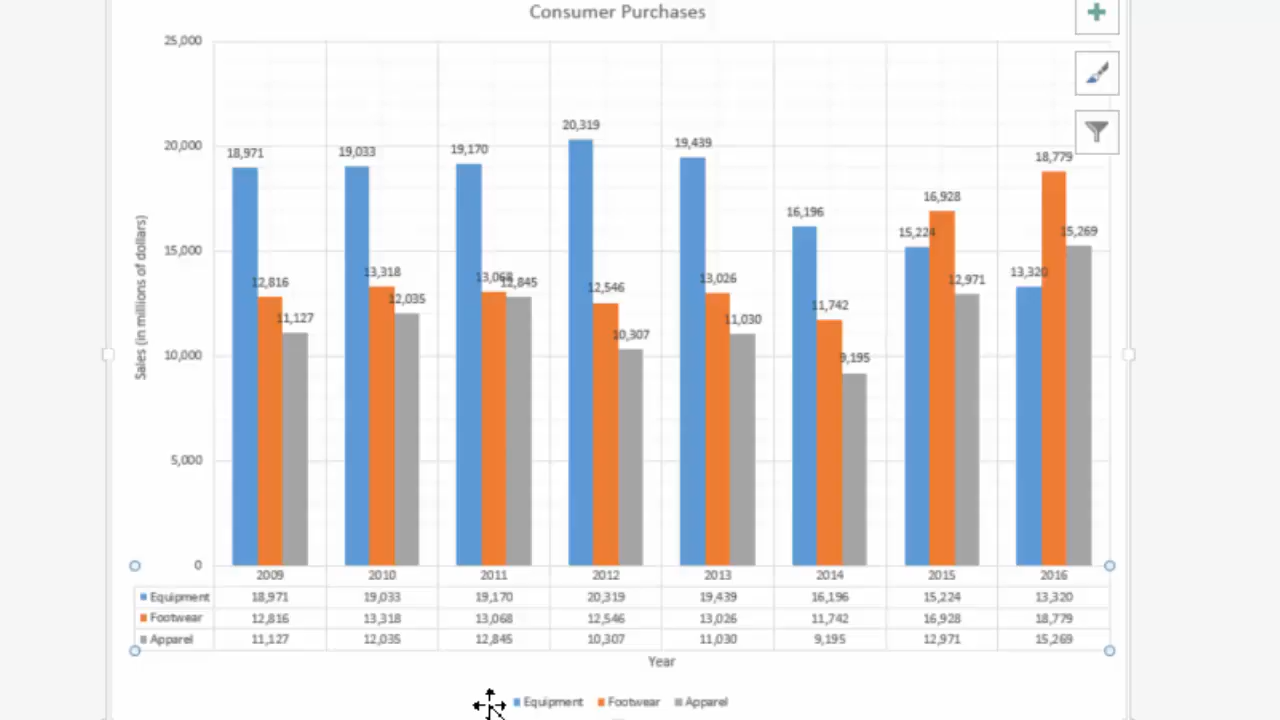 Consumer Purchases
25,000
20,000
15,000
10,000
5,000
0
Sales (in millions of dollars)
18,971 12,816 11,127
19,033 13,318 12,035
19,170 13,068 12,845
20,319 12,546 10,307
19,439 13,026 11,030
16,196 11,742 9,195
15,224 16,928 12,971
13,320 18,779 15,269
2009 2010 2011 2012 2013 2014 2015 2016
Equipment 18,971 19,033 19,170 20,319 19,439 16,196 15,224 13,320
Footwear 12,816 13,318 13,068 12,546 13,026 11,742 16,928 18,779
Apparel 11,127 12,035 12,845 10,307 11,030 9,195 12,971 15,269
Year
Equipment Footwear Apparel